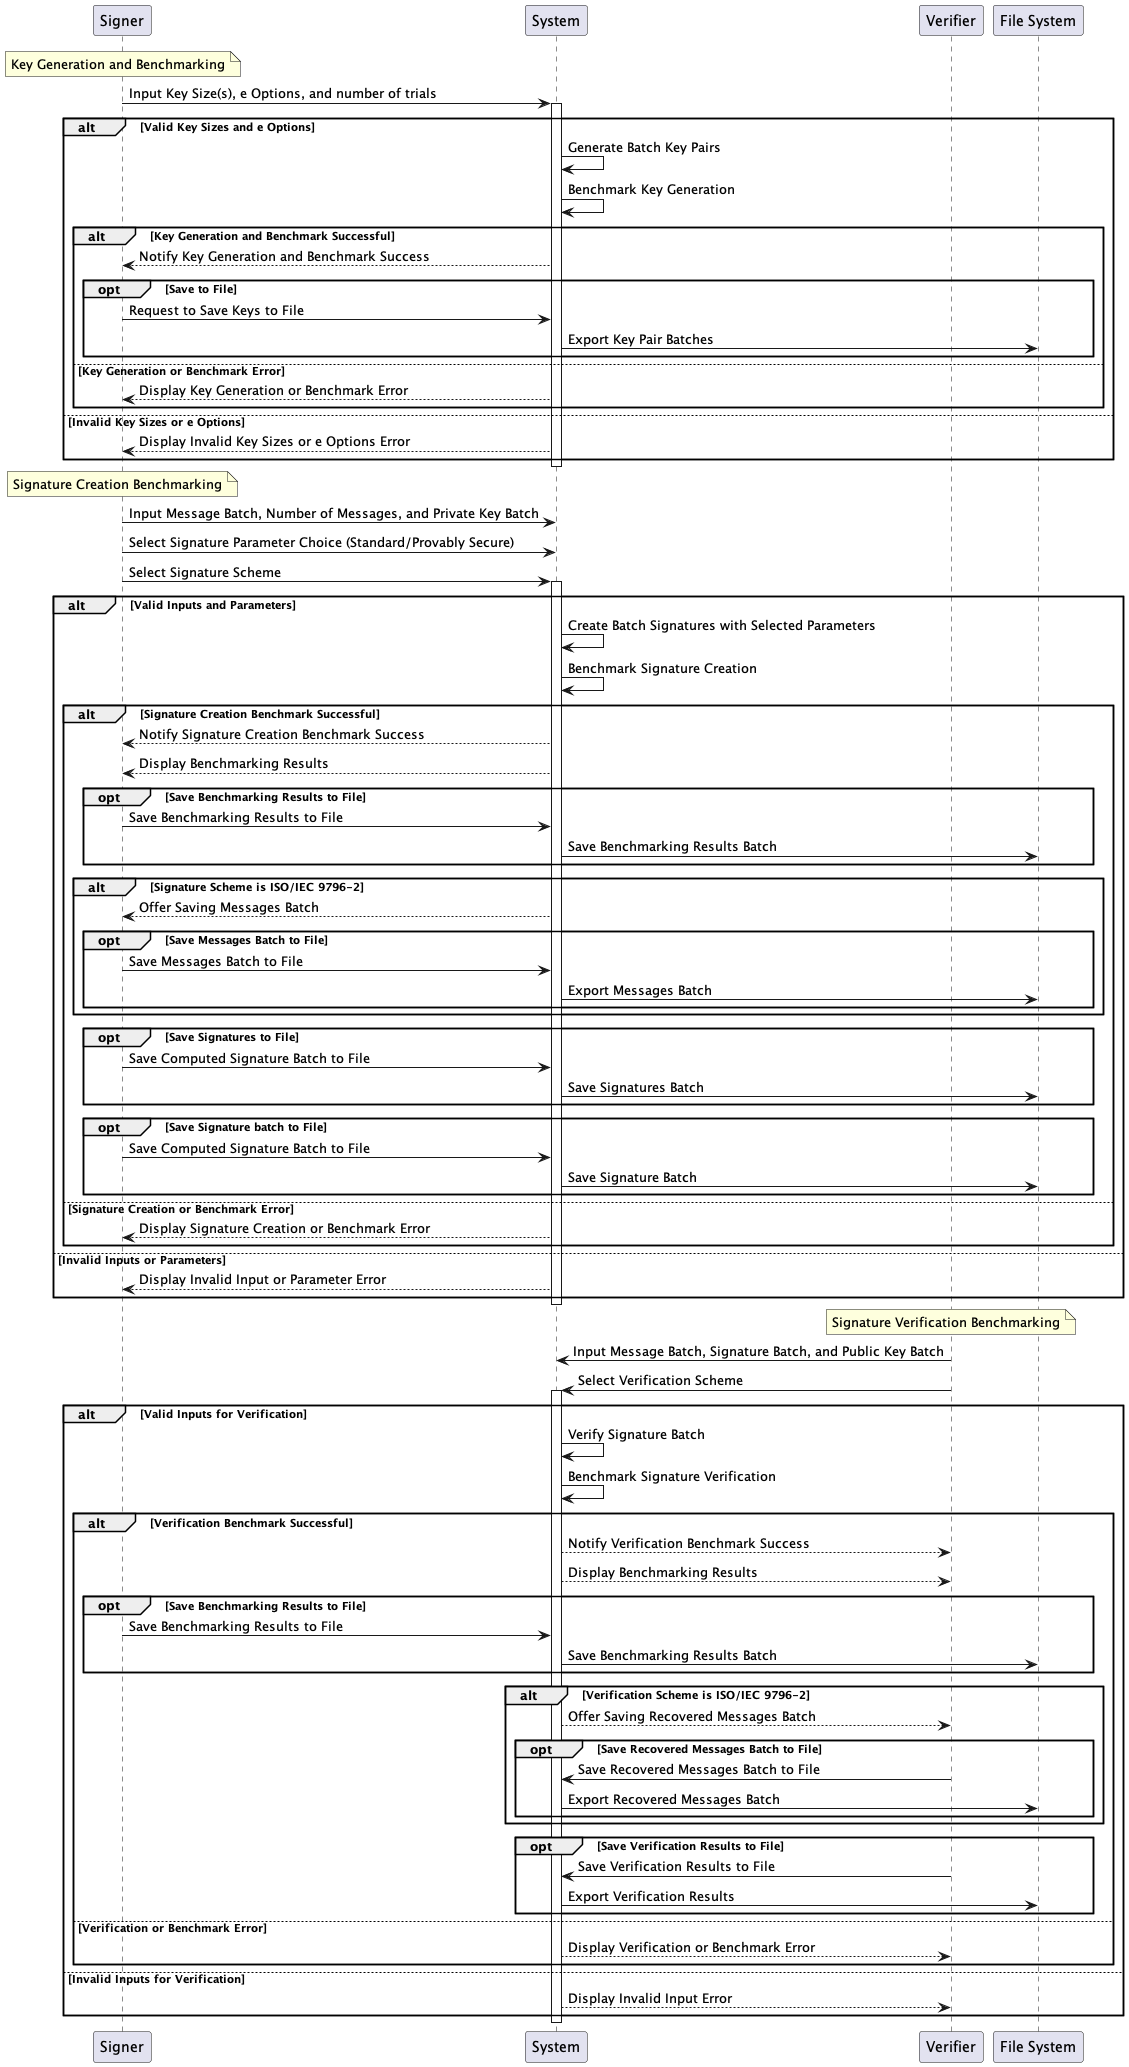 Signer
System
Verifier
File System
Key Generation and Benchmarking
Input Key Size(s), e Options, and number of trials
alt
[Valid Key Sizes and e Options]
Generate Batch Key Pairs
Benchmark Key Generation
alt
[Key Generation and Benchmark Successful]
Notify Key Generation and Benchmark Success
opt
[Save to File]
Request to Save Keys to File
Export Key Pair Batches
[Key Generation or Benchmark Error]
Display Key Generation or Benchmark Error
[Invalid Key Sizes or e Options]
Display Invalid Key Sizes or e Options Error
Signature Creation Benchmarking
Input Message Batch, Number of Messages, and Private Key Batch
Select Signature Parameter Choice (Standard/Provably Secure)
Select Signature Scheme
alt
[Valid Inputs and Parameters]
Create Batch Signatures with Selected Parameters
Benchmark Signature Creation
alt
[Signature Creation Benchmark Successful]
Notify Signature Creation Benchmark Success
Display Benchmarking Results
opt
[Save Benchmarking Results to File]
Save Benchmarking Results to File
Save Benchmarking Results Batch
alt
[Signature Scheme is ISO/IEC 9796-2]
Offer Saving Messages Batch
opt
[Save Messages Batch to File]
Save Messages Batch to File
Export Messages Batch
opt
[Save Signatures to File]
Save Computed Signature Batch to File
Save Signatures Batch
opt
[Save Signature batch to File]
Save Computed Signature Batch to File
Save Signature Batch
[Signature Creation or Benchmark Error]
Display Signature Creation or Benchmark Error
[Invalid Inputs or Parameters]
Display Invalid Input or Parameter Error
Signature Verification Benchmarking
Input Message Batch, Signature Batch, and Public Key Batch
Select Verification Scheme
alt
[Valid Inputs for Verification]
Verify Signature Batch
Benchmark Signature Verification
alt
[Verification Benchmark Successful]
Notify Verification Benchmark Success
Display Benchmarking Results
opt
[Save Benchmarking Results to File]
Save Benchmarking Results to File
Save Benchmarking Results Batch
alt
[Verification Scheme is ISO/IEC 9796-2]
Offer Saving Recovered Messages Batch
opt
[Save Recovered Messages Batch to File]
Save Recovered Messages Batch to File
Export Recovered Messages Batch
opt
[Save Verification Results to File]
Save Verification Results to File
Export Verification Results
[Verification or Benchmark Error]
Display Verification or Benchmark Error
[Invalid Inputs for Verification]
Display Invalid Input Error
Signer
System
Verifier
File System